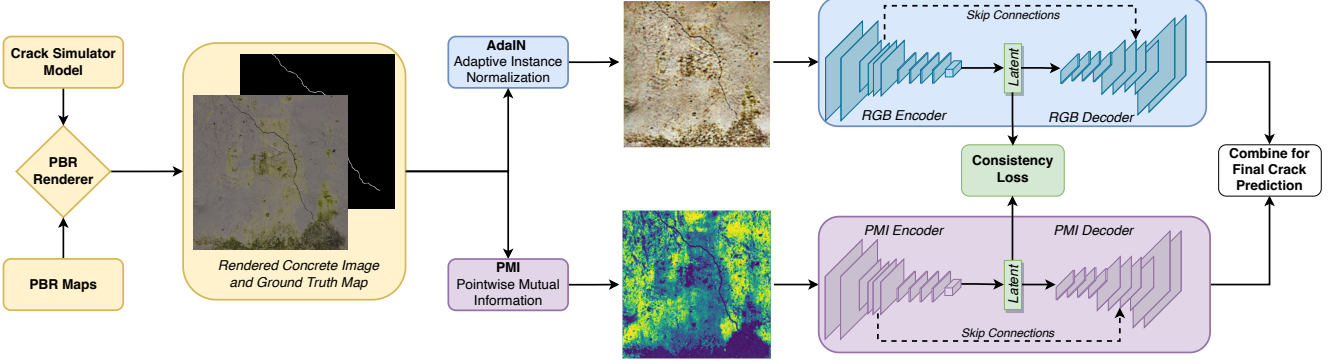 Crack Simulator
Model
PBR
Renderer
PBR Maps
Rendered Concrete Image
and Ground Truth Map
AdaIN
Adaptive Instance
Normalization
PMI
Pointwise Mutual
Information
Skip Connections
Latent
RGB Encoder
RGB Decoder
Consistency
Loss
PMI Encoder
PMI Decoder
Latent
Skip Connections
Combine for
Final Crack
Prediction